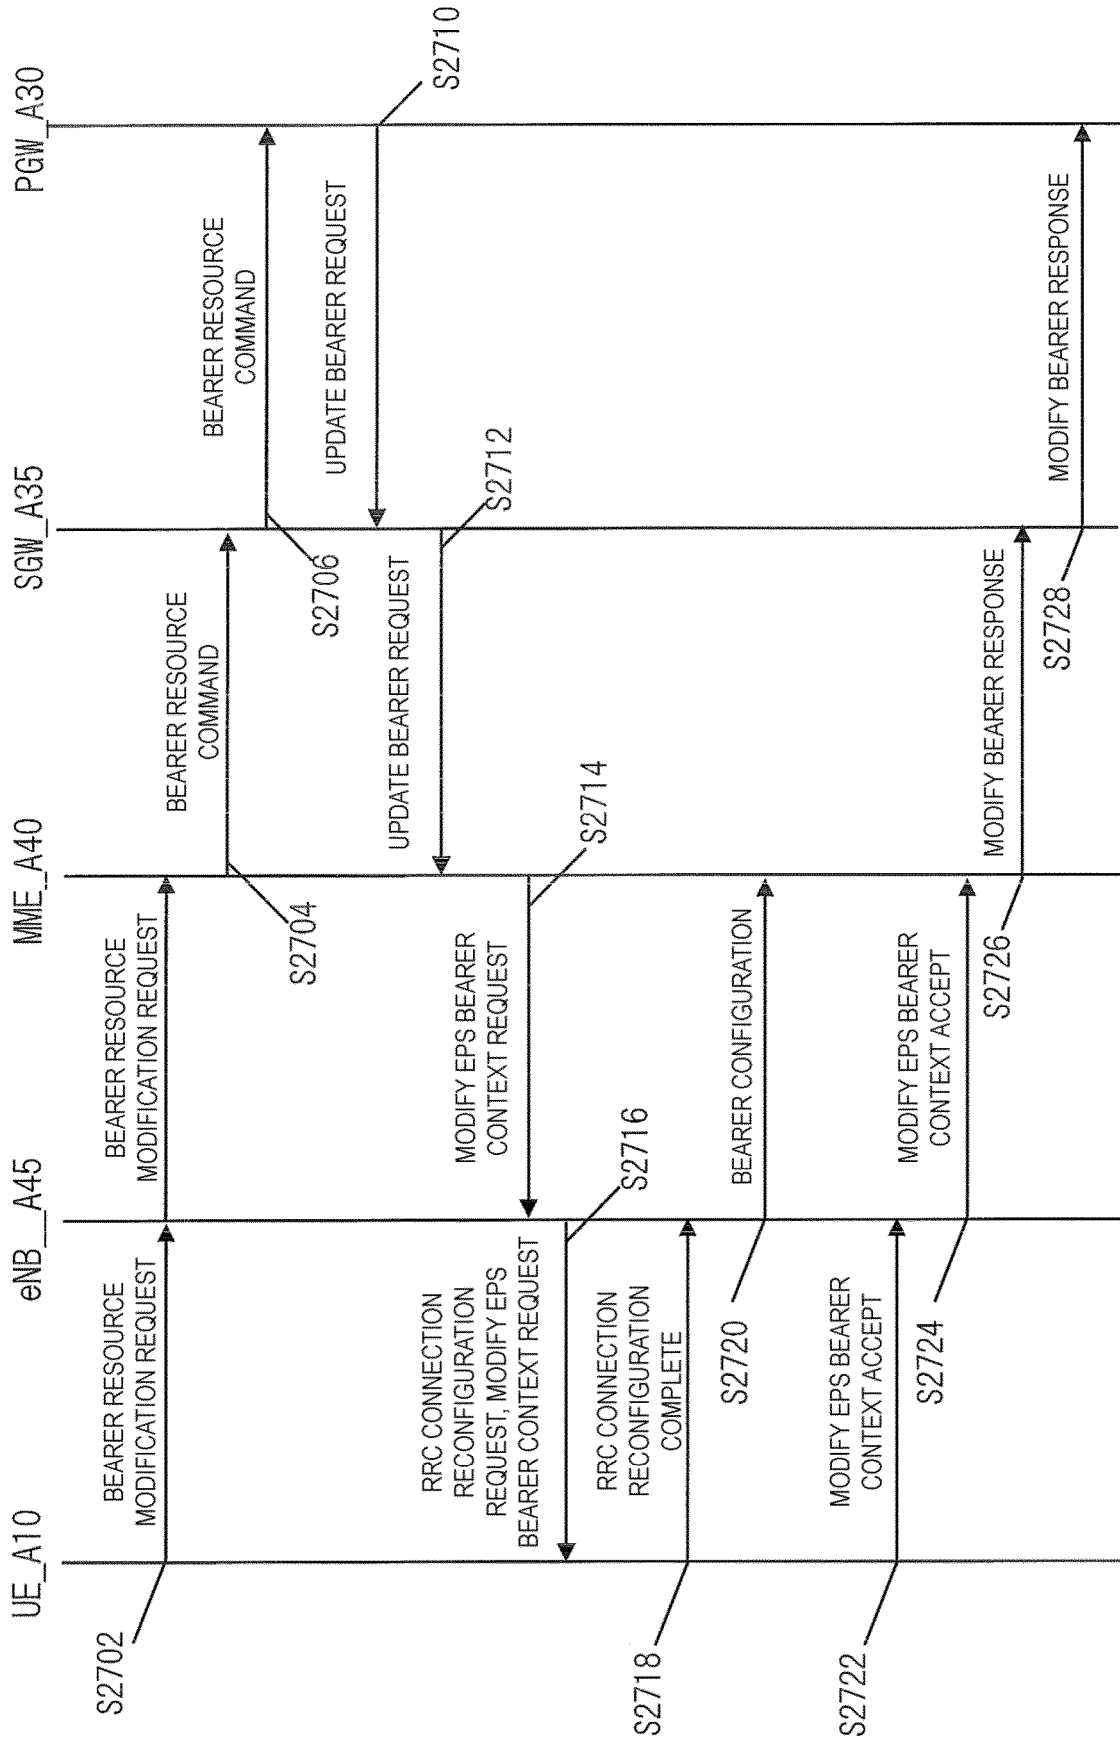 UE_A10
eNB_A45
MME_A40
SGW_A35
PGW_A30
S2702
BEARER RESOURCE
MODIFICATION REQUEST
BEARER RESOURCE
MODIFICATION REQUEST
S2704
BEARER RESOURCE
COMMAND
S2706
BEARER RESOURCE
COMMAND
S2710
UPDATE BEARER REQUEST
S2712
UPDATE BEARER REQUEST
S2714
MODIFY EPS BEARER
CONTEXT REQUEST
S2716
RRC CONNECTION
RECONFIGURATION
REQUEST, MODIFY EPS
BEARER CONTEXT REQUEST
S2718
RRC CONNECTION
RECONFIGURATION
COMPLETE
S2720
BEARER CONFIGURATION
S2722
MODIFY EPS BEARER
CONTEXT ACCEPT
S2724
MODIFY EPS BEARER
CONTEXT ACCEPT
S2726
MODIFY BEARER RESPONSE
S2728
MODIFY BEARER RESPONSE